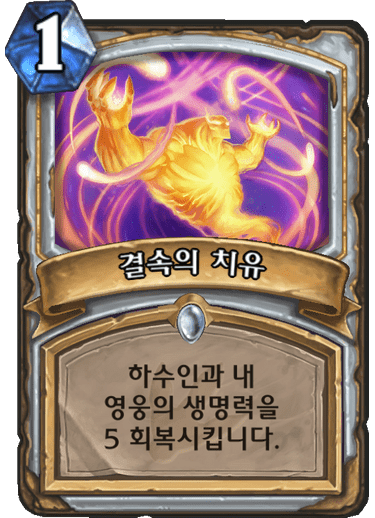 1
결속의 치유
하수인과 내
영웅의 생명력을
5 회복시킵니다.